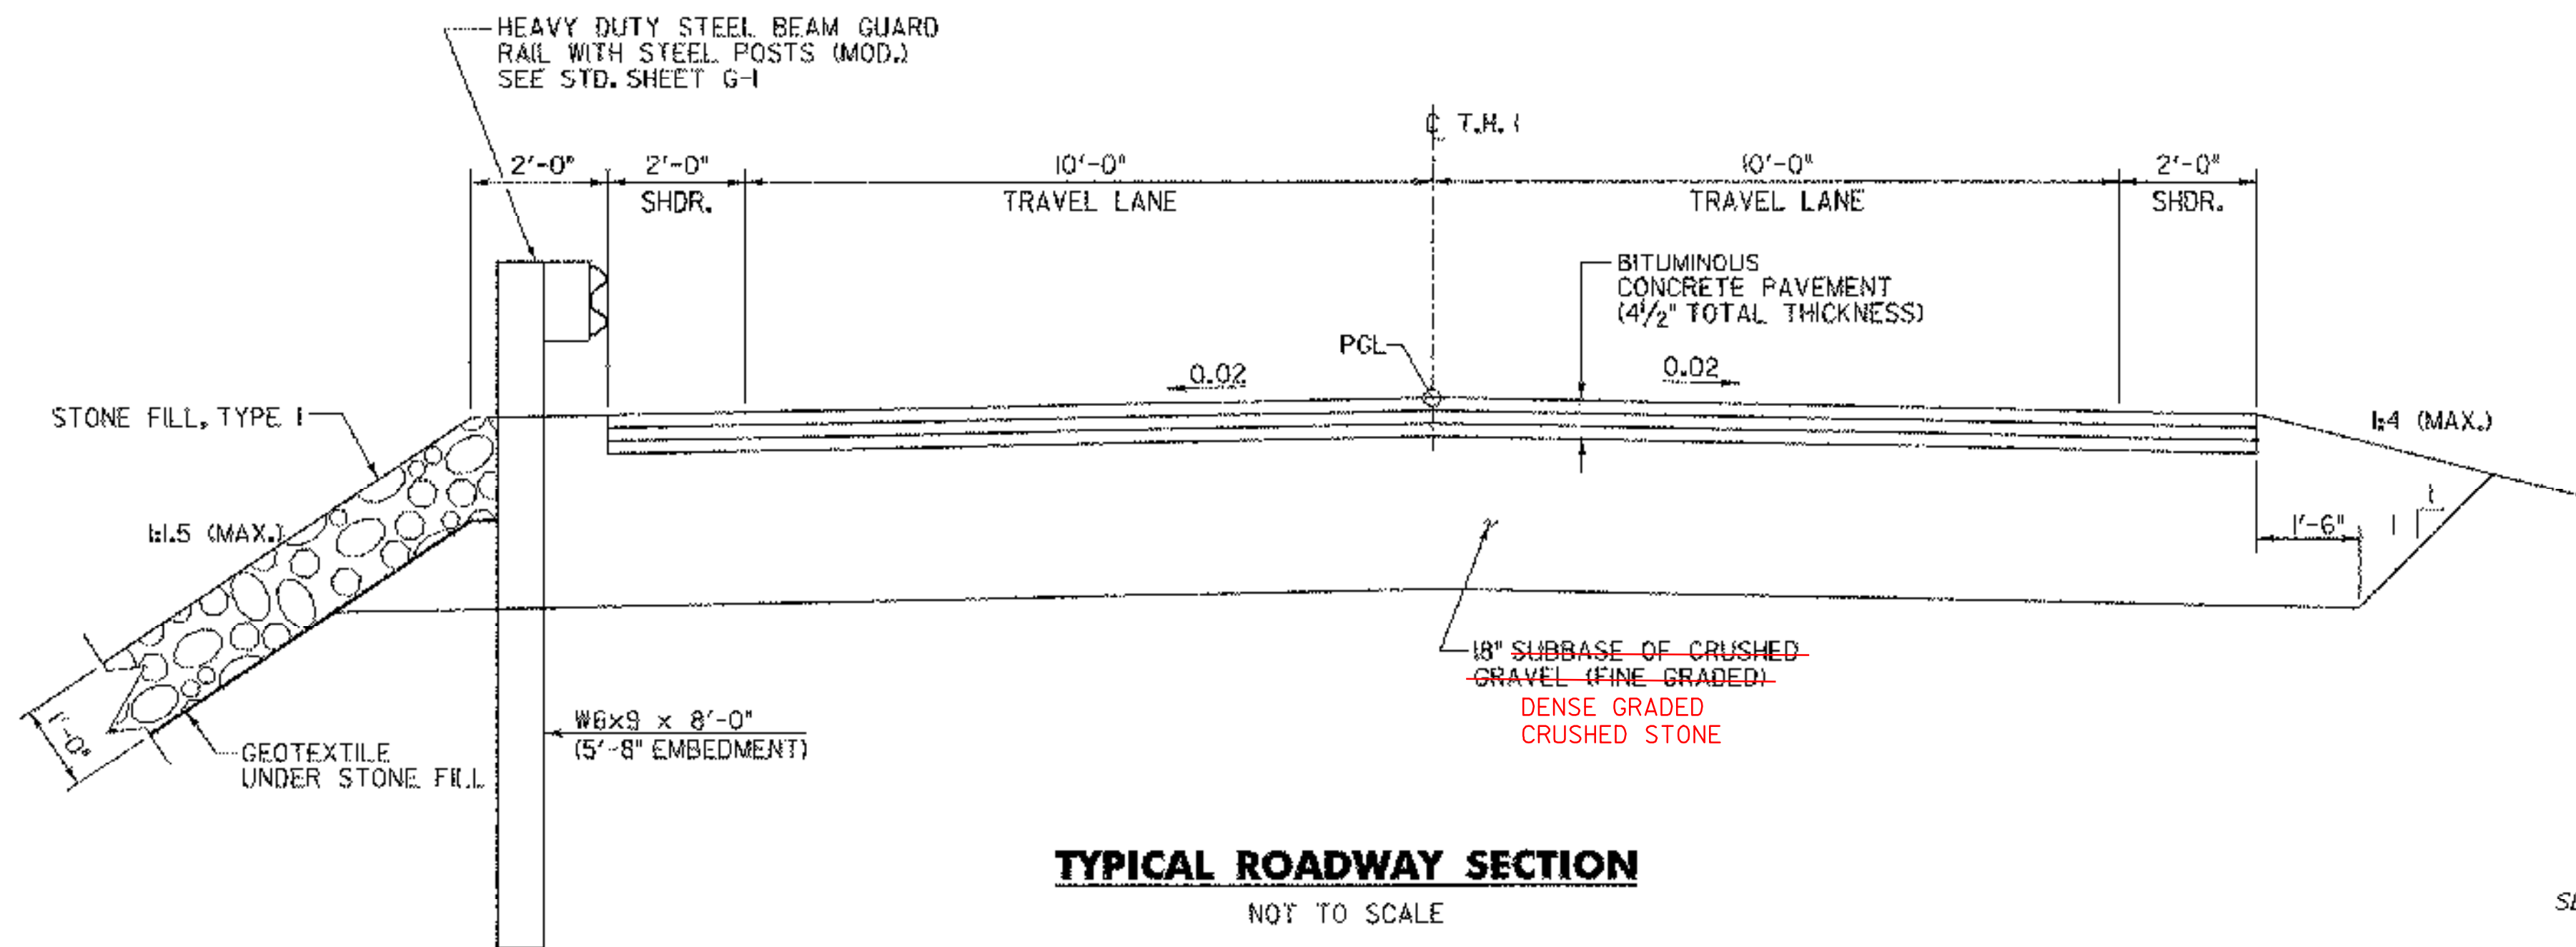 HEAVY DUTY STEEL BEAM GUARD
RAIL WITH STEEL POSTS (MOD.)
SEE STD. SHEET G-1
℄ T.H. 1
2'-0"
2'-0"
10'-0"
10'-0"
2'-0"
SHDR.
TRAVEL LANE
TRAVEL LANE
SHDR.
BITUMINOUS
CONCRETE PAVEMENT
(4 1/2" TOTAL THICKNESS)
PGL
0.02
0.02
STONE FILL, TYPE I
1:4 (MAX.)
1:1.5 (MAX.)
1'-6"
1
1
18" SUBBASE OF CRUSHED
GRAVEL (FINE GRADED)
DENSE GRADED
CRUSHED STONE
W6x9 x 8'-0"
(5'-8" EMBEDMENT)
1'-0"
GEOTEXTILE
UNDER STONE FILL
TYPICAL ROADWAY SECTION
NOT TO SCALE